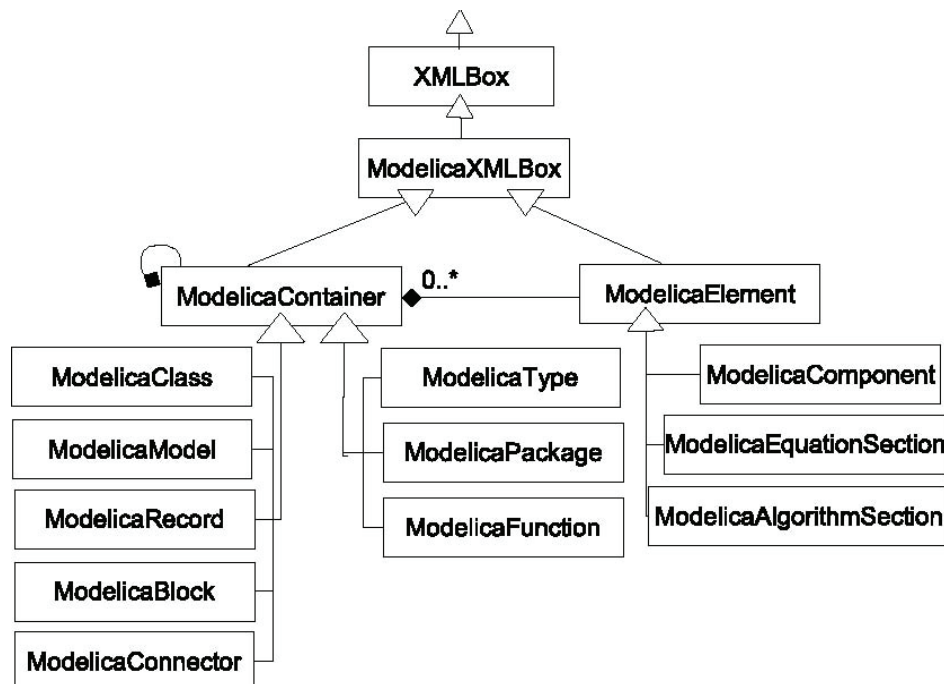 XMLBox
ModelicaXMLBox
0..*
ModelicaContainer
ModelicaElement
ModelicaClass
ModelicaType
ModelicaComponent
ModelicaModel
ModelicaPackage
ModelicaEquationSection
ModelicaRecord
ModelicaFunction
ModelicaAlgorithmSection
ModelicaBlock
ModelicaConnector